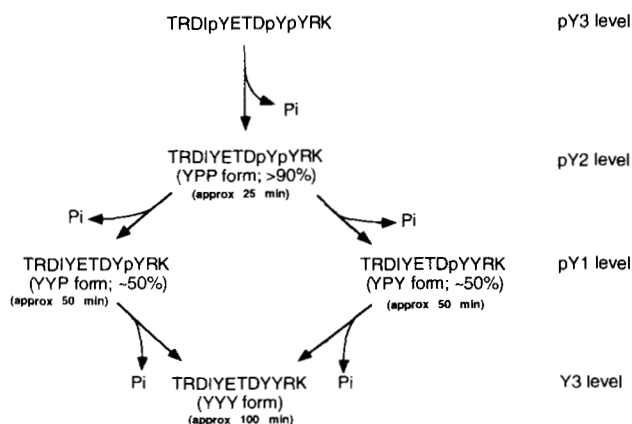 TRDIpYETDpYpYRK pY3 level
Pi
TRDIYETDpYpYRK pY2 level
(YPP form; >90%)
(approx 25 min)
Pi Pi
TRDIYETDYpYRK TRDIYETDpYYRK pY1 level
(YYP form; ~50%) (YPY form; ~50%)
(approx 50 min) (approx 50 min)
Pi TRDIYETDYYRK Pi Y3 level
(YYY form)
(approx 100 min)